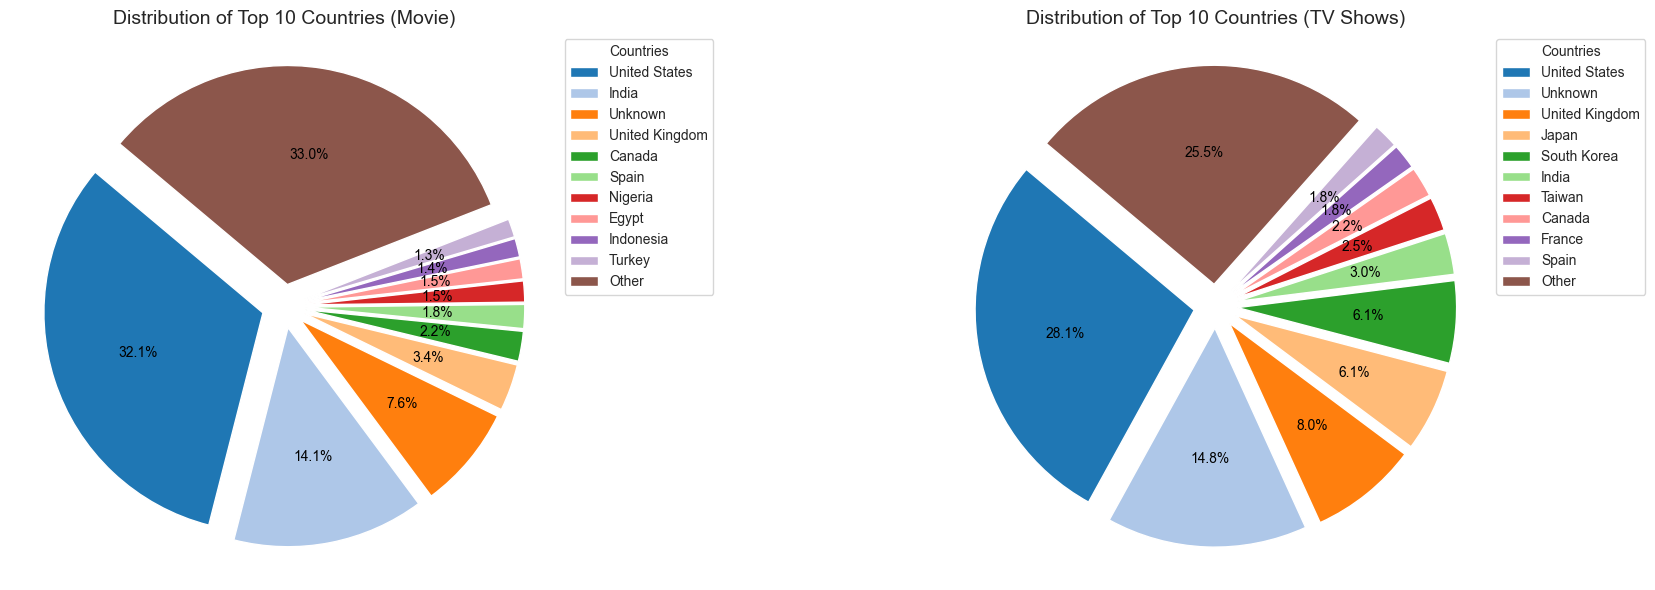 Distribution of Top 10 Countries (Movie)
Countries
United States
India
Unknown
United Kingdom
Canada
Spain
Nigeria
Egypt
Indonesia
Turkey
Other
33.0%
32.1%
14.1%
7.6%
3.4%
2.2%
1.8%
1.5%
1.5%
1.4%
1.3%
Distribution of Top 10 Countries (TV Shows)
Countries
United States
Unknown
United Kingdom
Japan
South Korea
India
Taiwan
Canada
France
Spain
Other
25.5%
28.1%
14.8%
8.0%
6.1%
6.1%
3.0%
2.5%
2.2%
1.8%
1.8%